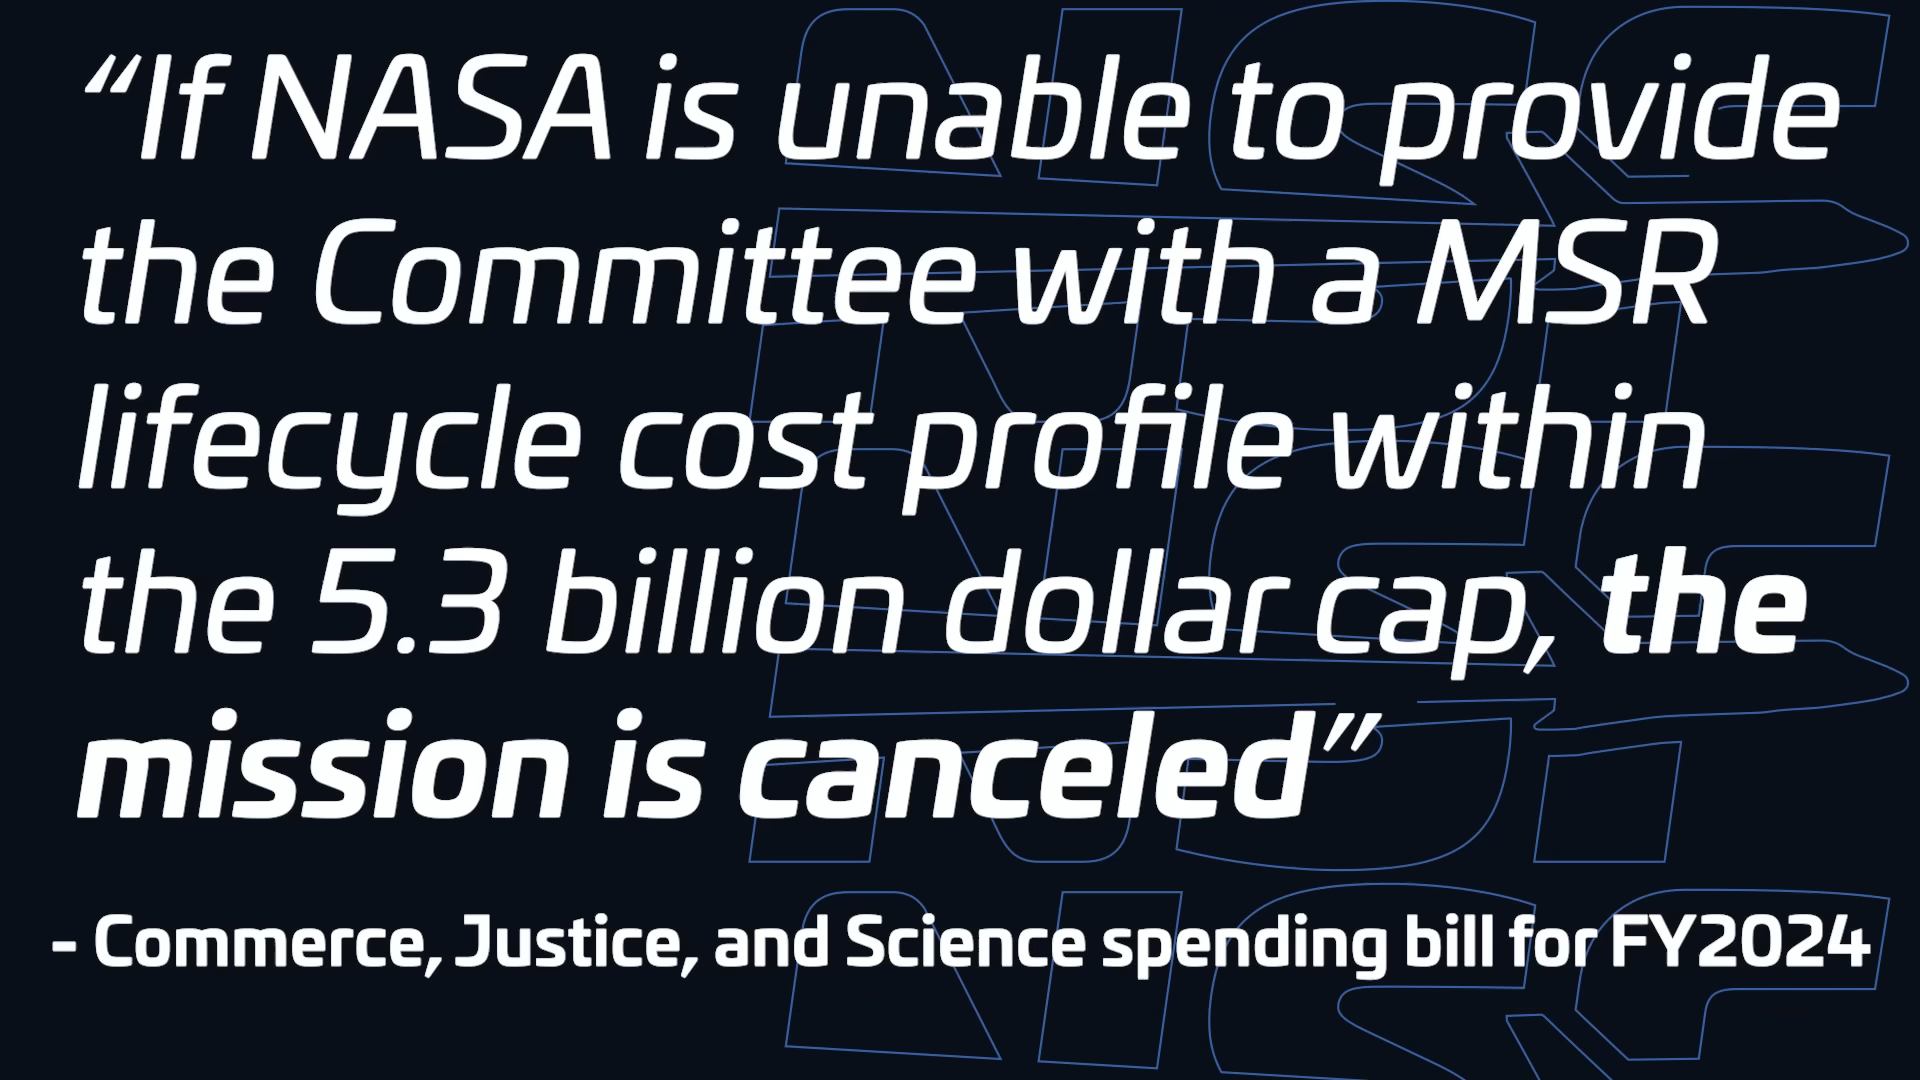 “If NASA is unable to provide
the Committee with a MSR
lifecycle cost profile within
the 5.3 billion dollar cap, the
mission is canceled”
- Commerce, Justice, and Science spending bill for FY2024